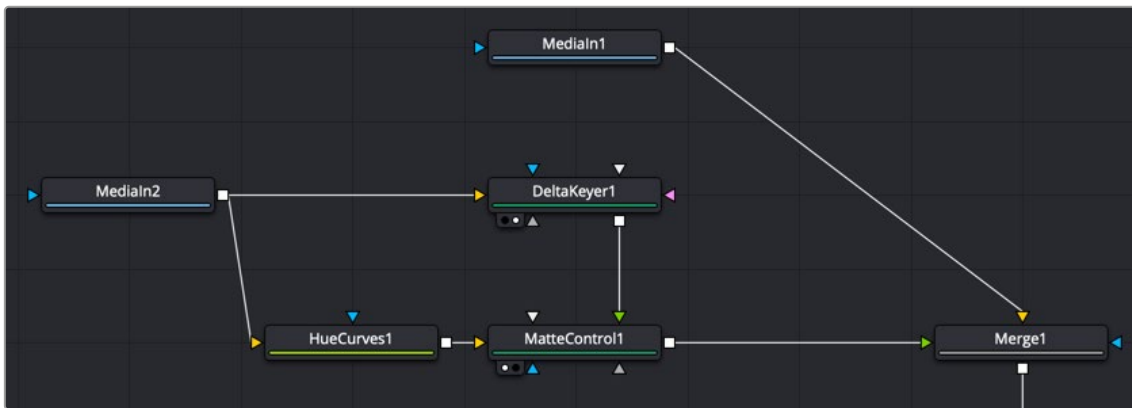 MediaIn1
MediaIn2
DeltaKeyer1
HueCurves1
MatteControl1
Merge1